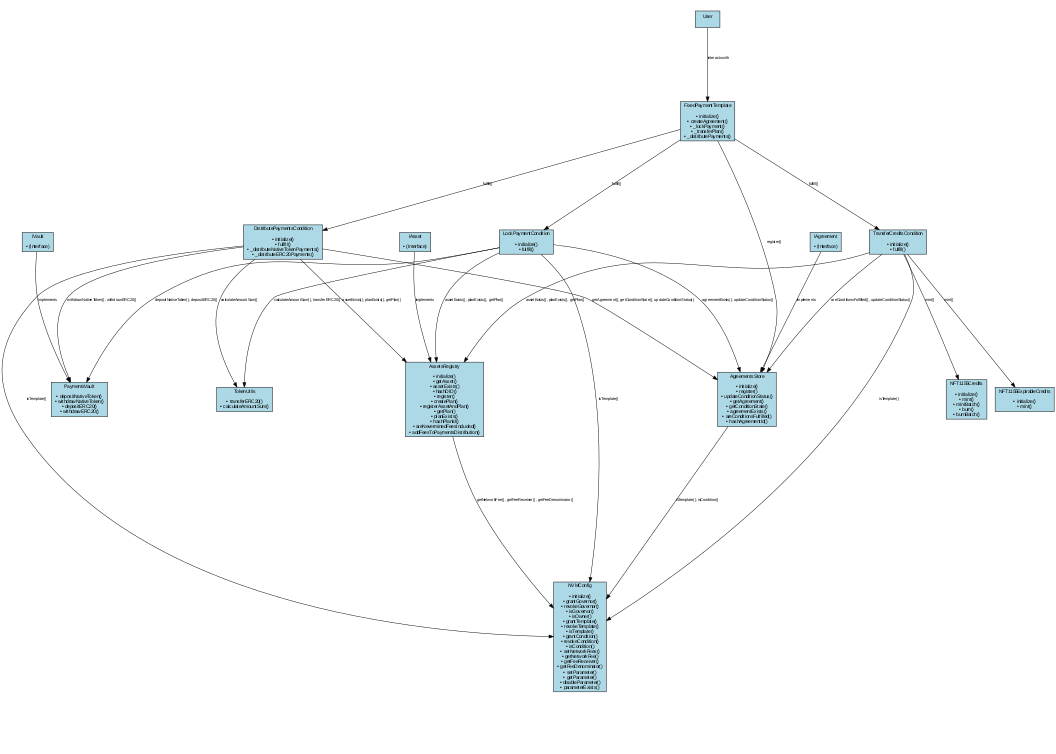 User
interacts with
FixedPaymentTemplate
• initialize()
• createAgreement()
• _lockPayment()
• _transferPlan()
• _distributePayments()
fulfill()
fulfill()
register()
fulfill()
IVault
• (Interface)
DistributePaymentsCondition
• initialize()
• fulfill()
• _distributeNativeTokenPayments()
• _distributeERC20Payments()
IAsset
• (Interface)
LockPaymentCondition
• initialize()
• fulfill()
IAgreement
• (Interface)
TransferCreditsCondition
• initialize()
• fulfill()
implements
withdrawNativeToken(), withdrawERC20()
depositNativeToken(), depositERC20()
calculateAmountSum()
calculateAmountSum(), transferERC20()
assetExists(), planExists(), getPlan()
implements
assetExists(), planExists(), getPlan()
assetExists(), planExists(), getPlan()
getAgreement(), getConditionState(), updateConditionStatus()
agreementExists(), updateConditionStatus()
implements
areConditionsFulfilled(), updateConditionStatus()
mint()
mint()
PaymentsVault
• depositNativeToken()
• withdrawNativeToken()
• depositERC20()
• withdrawERC20()
TokenUtils
• transferERC20()
• calculateAmountSum()
AssetsRegistry
• initialize()
• getAsset()
• assetExists()
• hashDID()
• register()
• createPlan()
• registerAssetAndPlan()
• getPlan()
• planExists()
• hashPlanId()
• areNeverminedFeesIncluded()
• addFeesToPaymentsDistribution()
AgreementsStore
• initialize()
• register()
• updateConditionStatus()
• getAgreement()
• getConditionState()
• agreementExists()
• areConditionsFulfilled()
• hashAgreementId()
NFT1155Credits
• initialize()
• mint()
• mintBatch()
• burn()
• burnBatch()
NFT1155ExpirableCredits
• initialize()
• mint()
isTemplate()
isTemplate()
isTemplate()
getNetworkFee(), getFeeReceiver(), getFeeDenominator()
isTemplate(), isCondition()
NVMConfig
• initialize()
• grantGovernor()
• revokeGovernor()
• isGovernor()
• isOwner()
• grantTemplate()
• revokeTemplate()
• isTemplate()
• grantCondition()
• revokeCondition()
• isCondition()
• setNetworkFees()
• getNetworkFee()
• getFeeReceiver()
• getFeeDenominator()
• setParameter()
• getParameter()
• disableParameter()
• parameterExists()